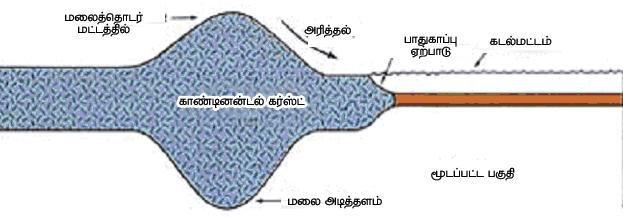 மலைத்தொடர்
மட்டத்தில்
அரித்தல்
பாதுகாப்பு
ஏற்பாடு
கடல்மட்டம்
காண்டினன்டல் கர்ஸ்ட்
மூடப்பட்ட பகுதி
மலை அடித்தளம்